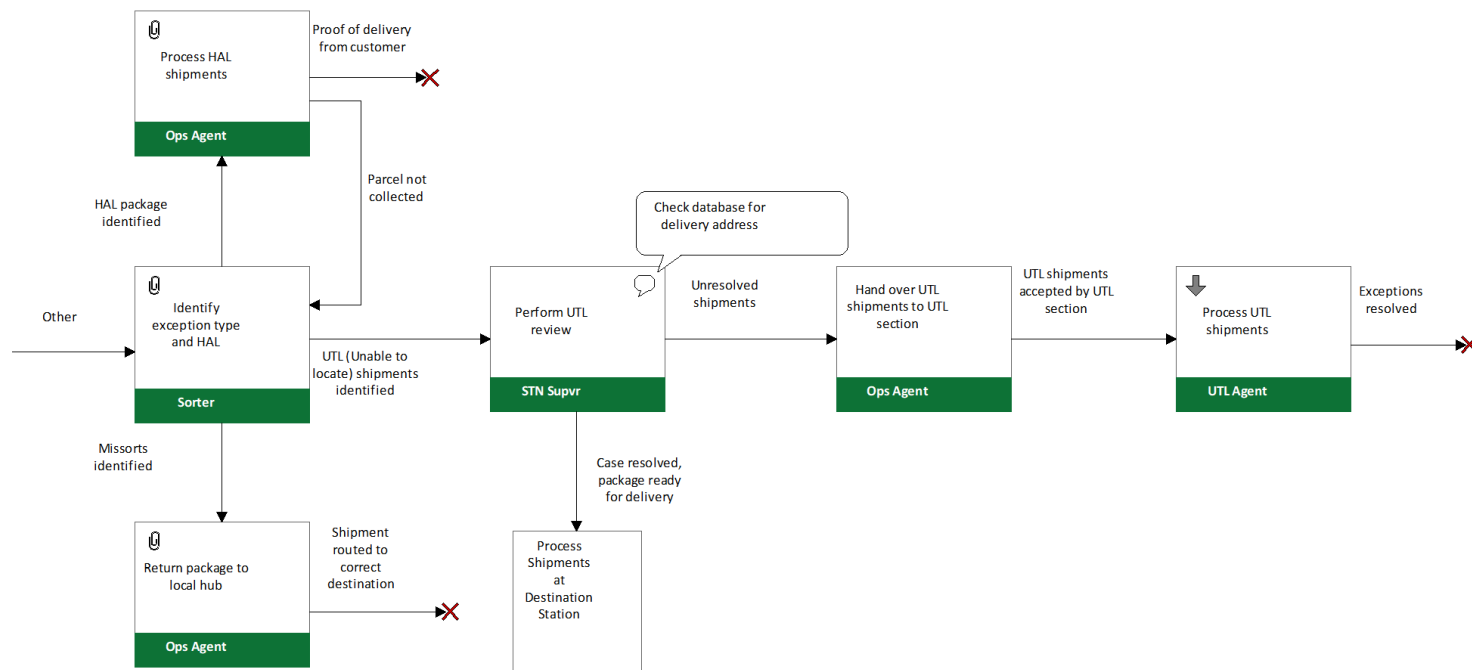 Process HAL
shipments
Ops Agent
Proof of delivery
from customer
Parcel not
collected
HAL package
identified
Other
Identify
exception type
and HAL
Sorter
UTL (Unable to
locate) shipments
identified
Check database for
delivery address
Perform UTL
review
STN Supvr
Unresolved
shipments
Hand over UTL
shipments to UTL
section
Ops Agent
UTL shipments
accepted by UTL
section
Process UTL
shipments
UTL Agent
Exceptions
resolved
Missorts
identified
Return package to
local hub
Ops Agent
Shipment
routed to
correct
destination
Case resolved,
package ready
for delivery
Process
Shipments
at
Destination
Station